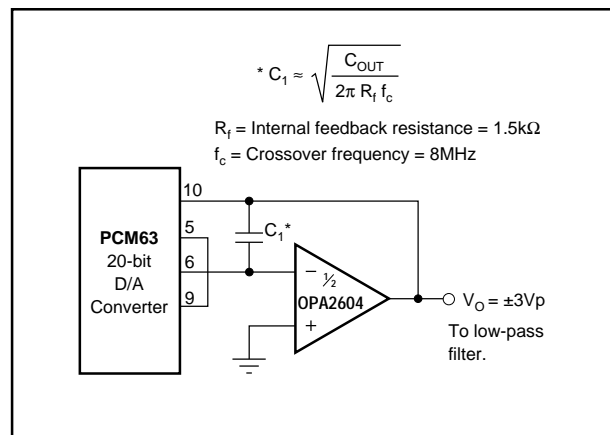 * C₁ ≈ √(C_OUT / 2π R_f f_c)
R_f = Internal feedback resistance = 1.5kΩ
f_c = Crossover frequency = 8MHz
10
PCM63
20-bit
D/A
Converter
5
6
9
C₁*
–
½
OPA2604
+
V_O = ±3Vp
To low-pass
filter.